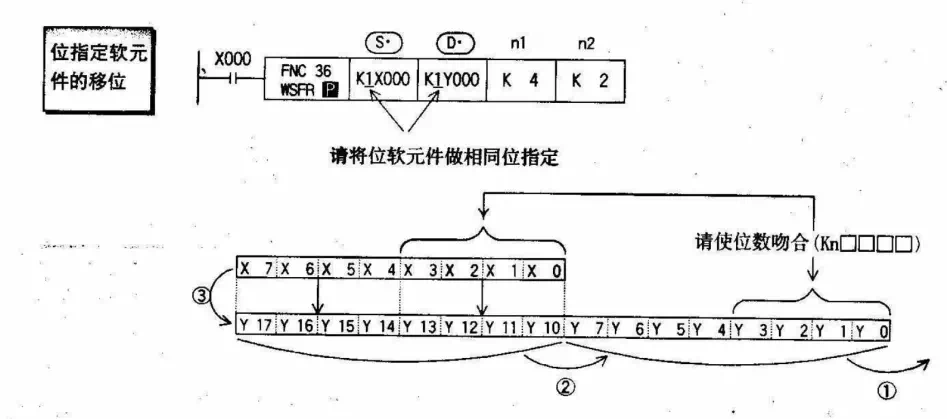 位指定软元
件的移位
X000
S· D· n1 n2
FNC 36
WSFR P K1X000 K1Y000 K 4 K 2
请将位软元件做相同位指定
请使位数吻合(Kn□□□□)
X 7 X 6 X 5 X 4 X 3 X 2 X 1 X 0
③
Y 17 Y 16 Y 15 Y 14 Y 13 Y 12 Y 11 Y 10 Y 7 Y 6 Y 5 Y 4 Y 3 Y 2 Y 1 Y 0
② ①